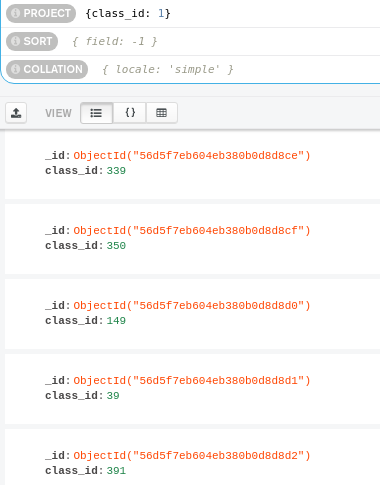 PROJECT {class_id: 1}
SORT { field: -1 }
COLLATION { locale: 'simple' }
VIEW {}
_id: ObjectId("56d5f7eb604eb380b0d8d8ce")
class_id: 339
_id: ObjectId("56d5f7eb604eb380b0d8d8cf")
class_id: 350
_id: ObjectId("56d5f7eb604eb380b0d8d8d0")
class_id: 149
_id: ObjectId("56d5f7eb604eb380b0d8d8d1")
class_id: 39
_id: ObjectId("56d5f7eb604eb380b0d8d8d2")
class_id: 391